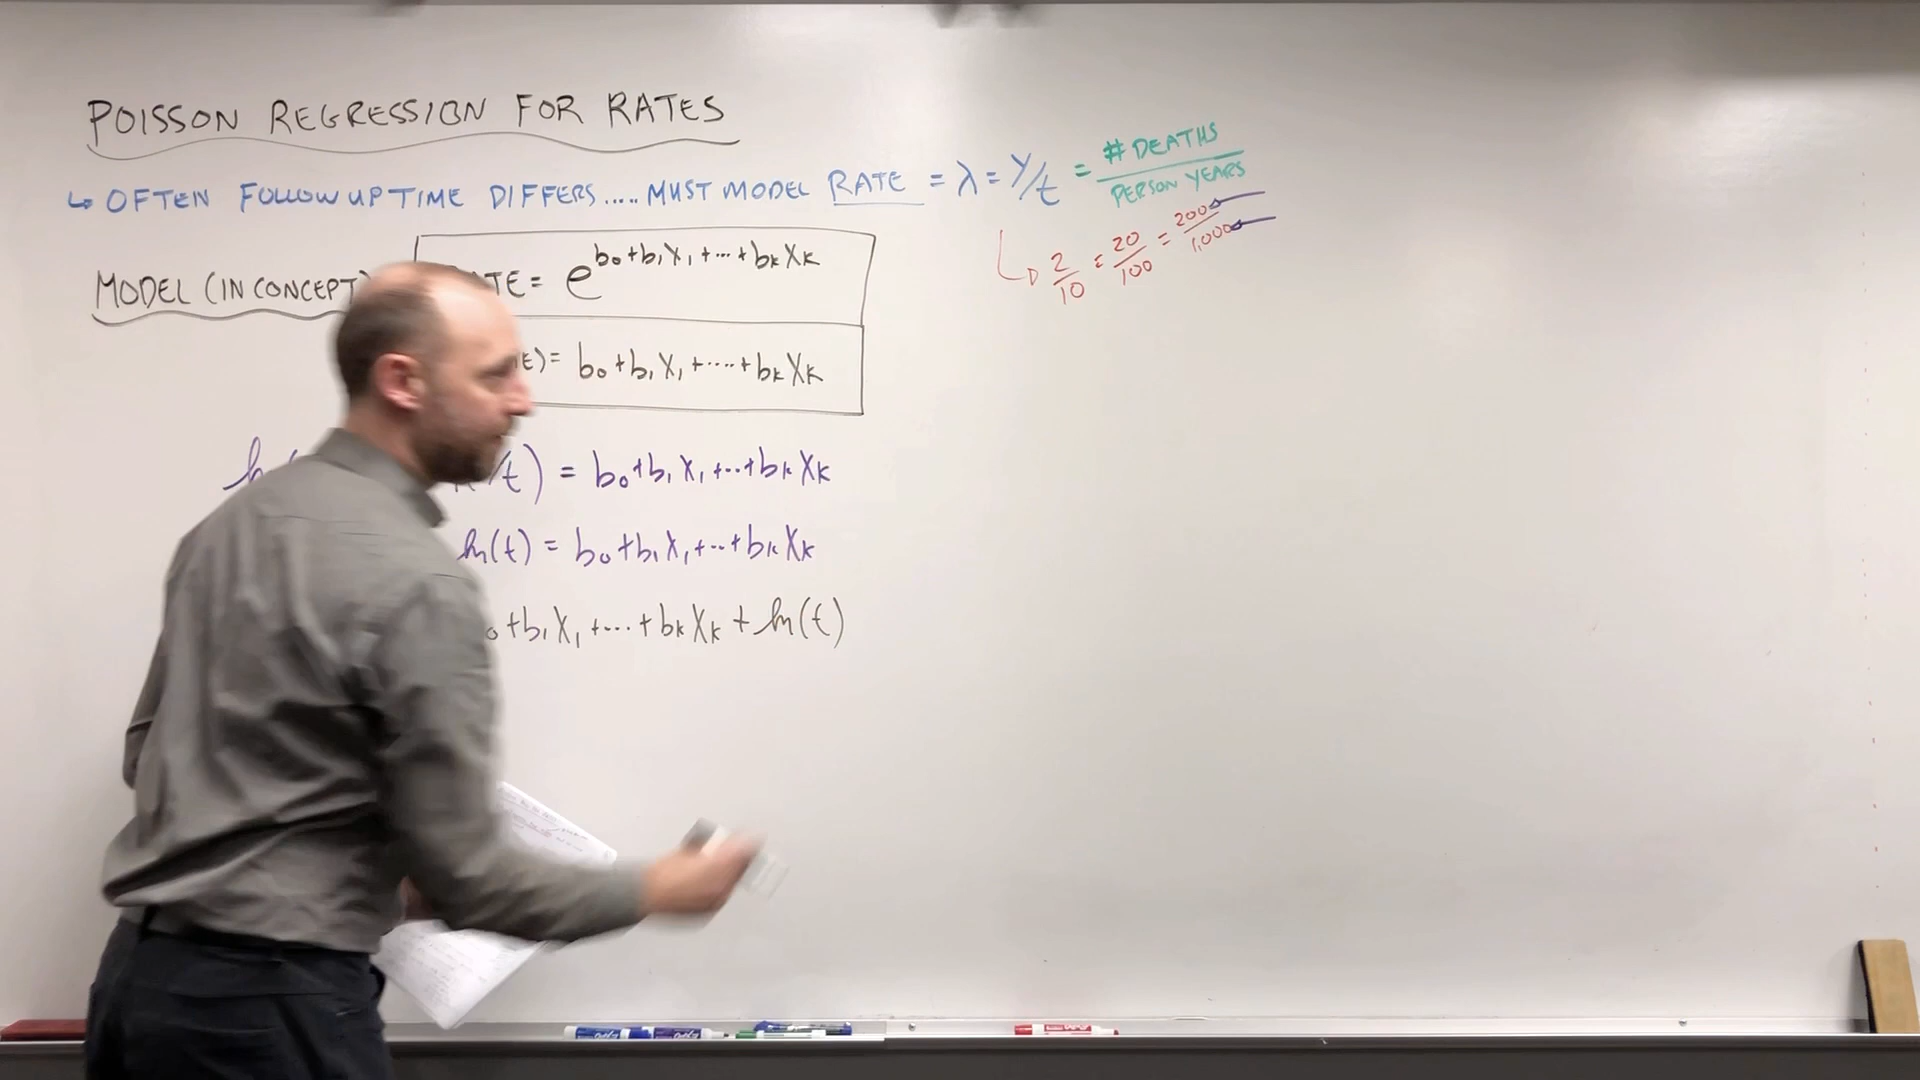 POISSON REGRESSION FOR RATES
↳ OFTEN FOLLOW UP TIME DIFFERS..... MUST MODEL RATE = λ = Y/t = # DEATHS / PERSON YEARS
2/10 = 20/100 = 200/1,000
MODEL (IN CONCEPT) TE = e^(b₀+b₁X₁+...+bₖXₖ)
)= b₀+b₁X₁+....+bₖXₖ
/t) = b₀+b₁X₁+...+bₖXₖ
ln(t) = b₀+b₁X₁+...+bₖXₖ
₀+b₁X₁+....+bₖXₖ+ln(t)